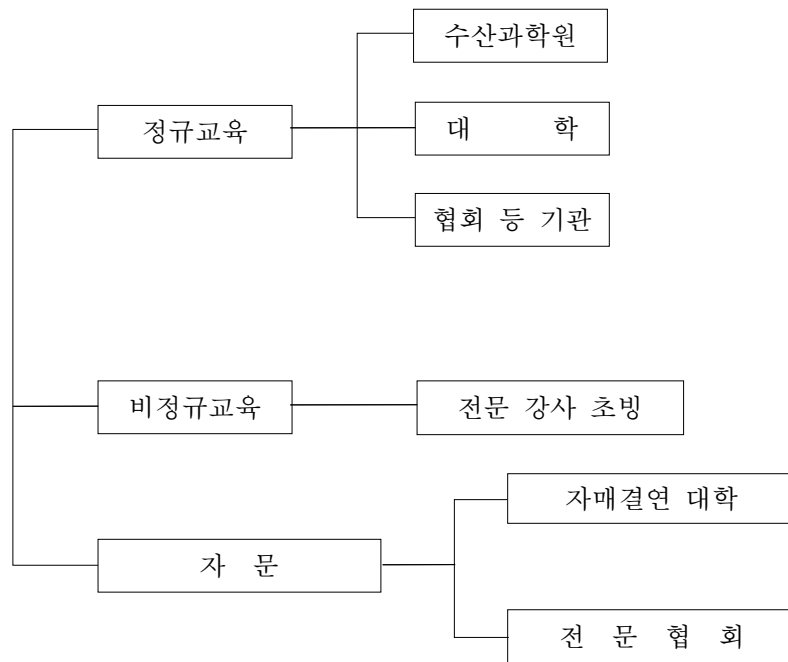 수산과학원
정규교육
대 학
협회 등 기관
비정규교육
전문 강사 초빙
자매결연 대학
자 문
전 문 협 회